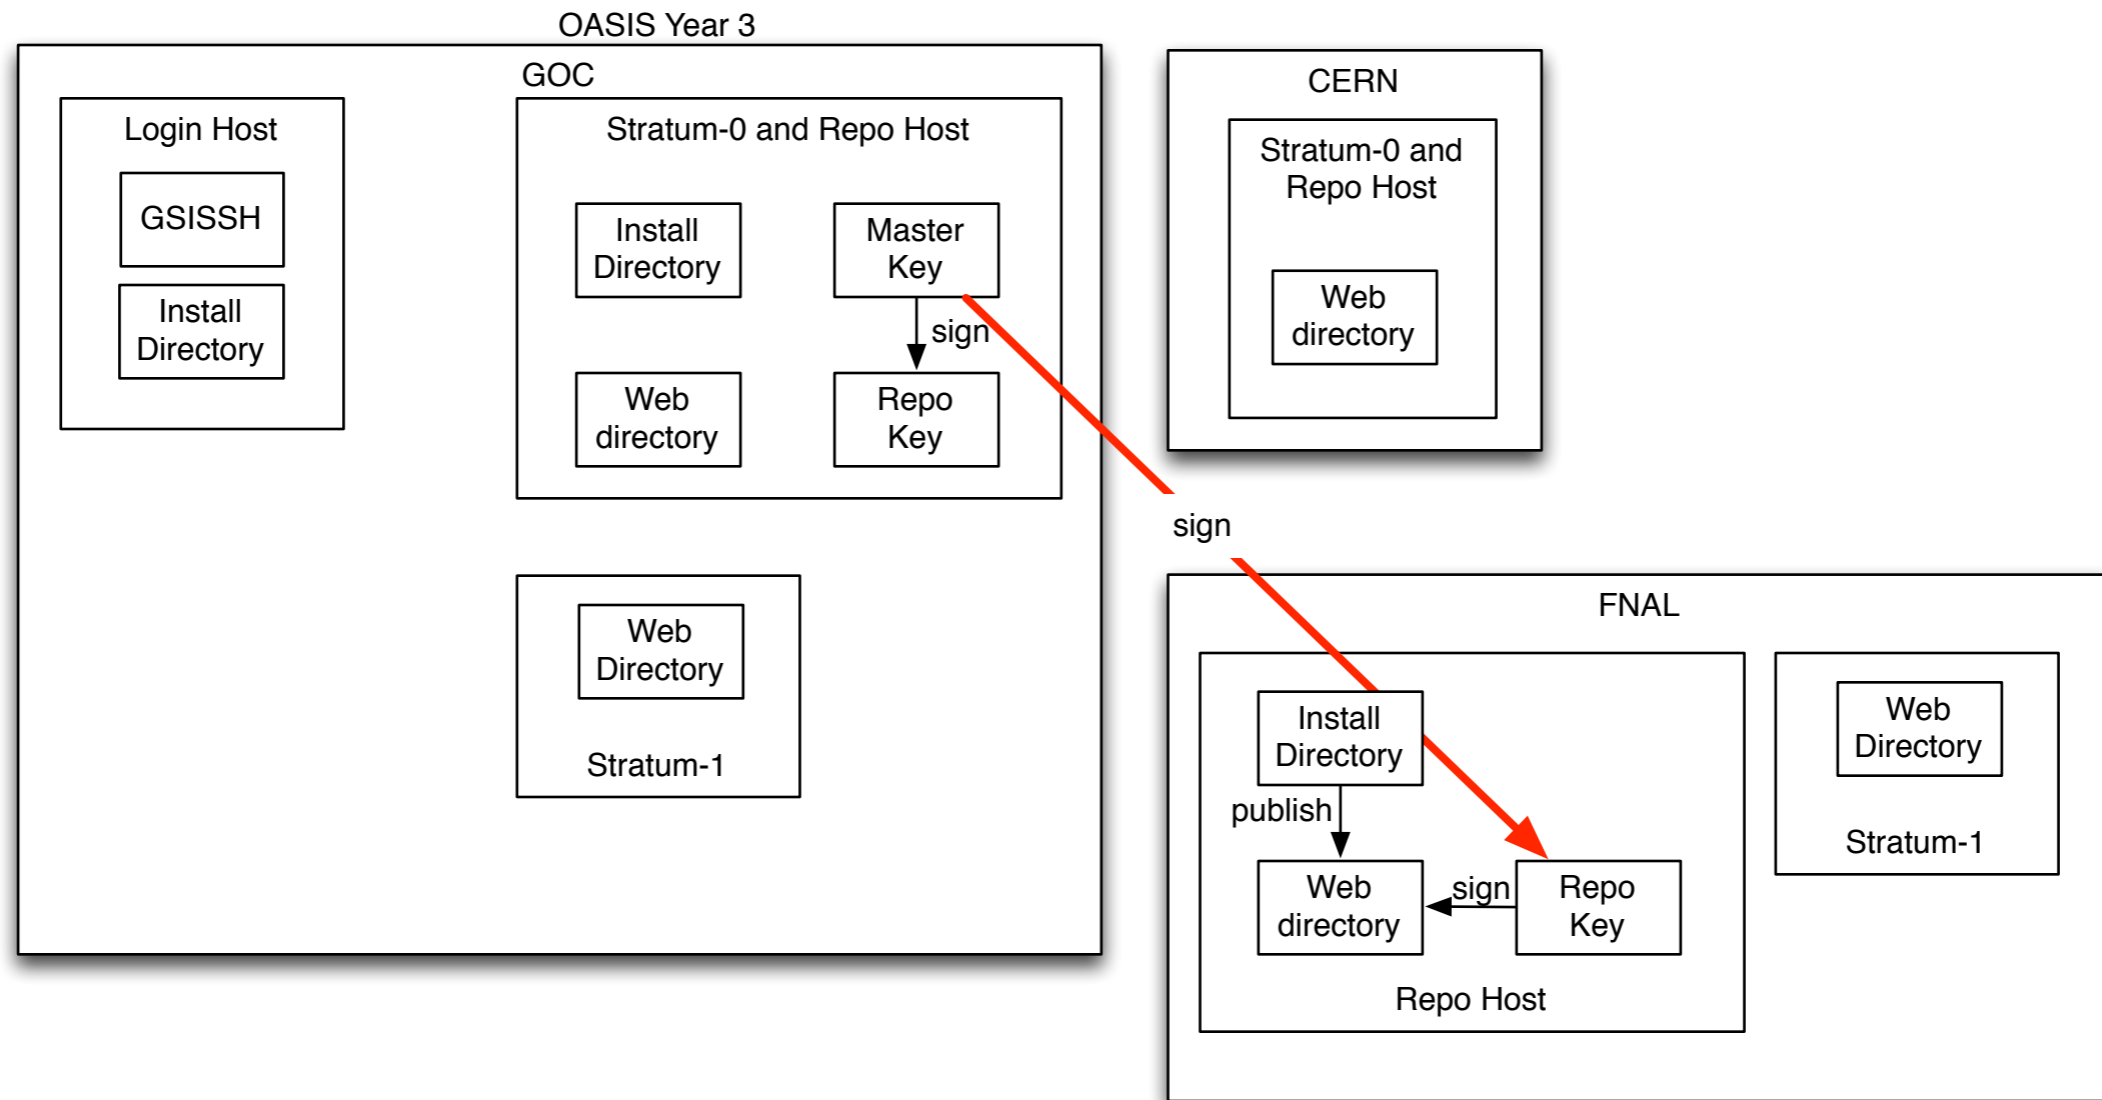 OASIS Year 3
GOC
Login Host
GSISSH
Install
Directory
Stratum-0 and Repo Host
Install
Directory
Master
Key
sign
Web
directory
Repo
Key
Web
Directory
Stratum-1
CERN
Stratum-0 and
Repo Host
Web
directory
sign
FNAL
Install
Directory
publish
Web
directory
sign
Repo
Key
Repo Host
Web
Directory
Stratum-1